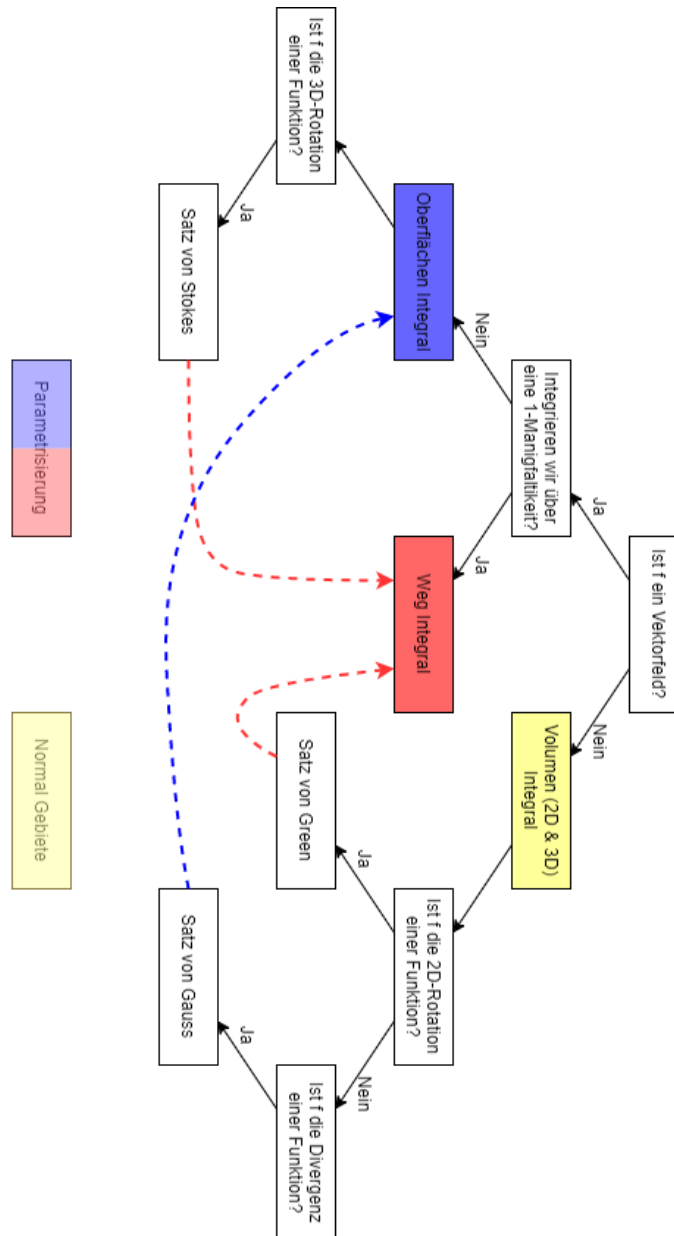 Ist f ein Vektorfeld?
Ja
Nein
Integrieren wir über
eine 1-Manigfaltikeit?
Volumen (2D & 3D)
Integral
Nein
Ja
Oberflächen Integral
Weg Integral
Ist f die 2D-Rotation
einer Funktion?
Ja
Nein
Ist f die 3D-Rotation
einer Funktion?
Satz von Green
Ist f die Divergenz
einer Funktion?
Ja
Ja
Satz von Stokes
Satz von Gauss
Parametrisierung
Normal Gebiete